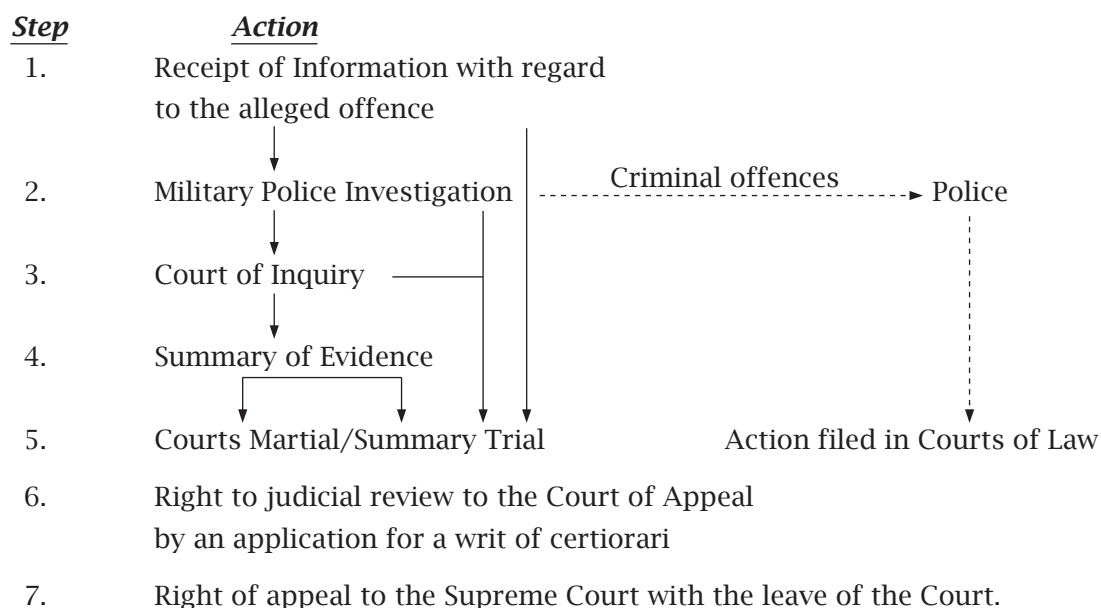 Step Action
1. Receipt of Information with regard
to the alleged offence
2. Military Police Investigation Criminal offences Police
3. Court of Inquiry
4. Summary of Evidence
5. Courts Martial/Summary Trial Action filed in Courts of Law
6. Right to judicial review to the Court of Appeal
by an application for a writ of certiorari
7. Right of appeal to the Supreme Court with the leave of the Court.